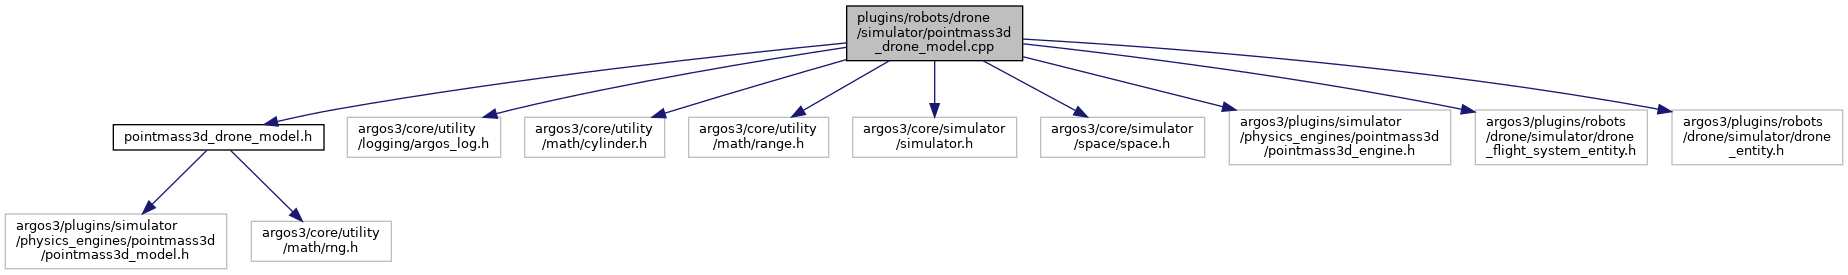 plugins/robots/drone
/simulator/pointmass3d
_drone_model.cpp
pointmass3d_drone_model.h
argos3/core/utility
/logging/argos_log.h
argos3/core/utility
/math/cylinder.h
argos3/core/utility
/math/range.h
argos3/core/simulator
/simulator.h
argos3/core/simulator
/space/space.h
argos3/plugins/simulator
/physics_engines/pointmass3d
/pointmass3d_engine.h
argos3/plugins/robots
/drone/simulator/drone
_flight_system_entity.h
argos3/plugins/robots
/drone/simulator/drone
_entity.h
argos3/plugins/simulator
/physics_engines/pointmass3d
/pointmass3d_model.h
argos3/core/utility
/math/rng.h